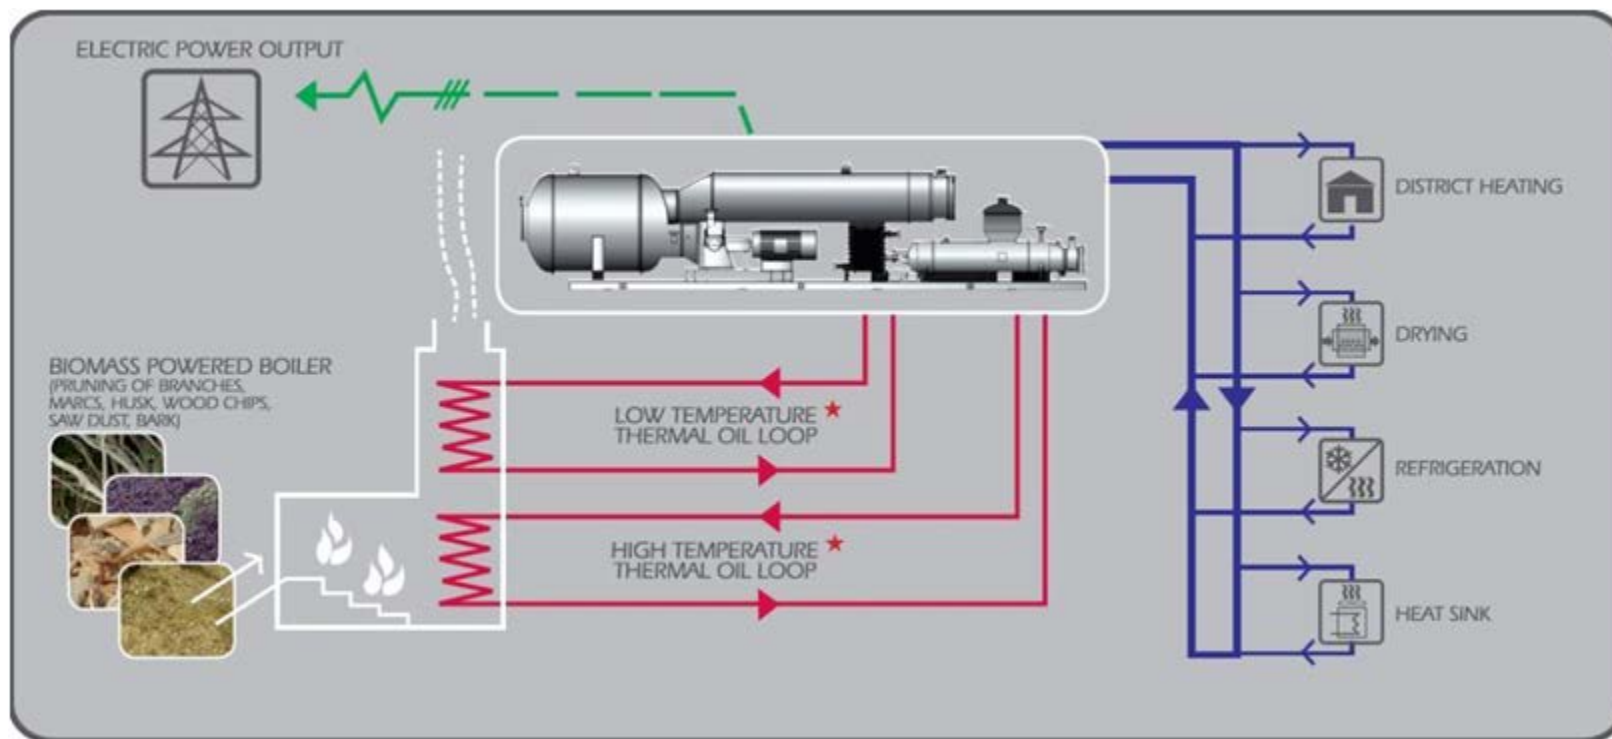 ELECTRIC POWER OUTPUT
DISTRICT HEATING
DRYING
BIOMASS POWERED BOILER
(PRUNING OF BRANCHES,
MARCS, HUSK, WOOD CHIPS,
SAW DUST, BARK)
LOW TEMPERATURE
THERMAL OIL LOOP
REFRIGERATION
HIGH TEMPERATURE
THERMAL OIL LOOP
HEAT SINK